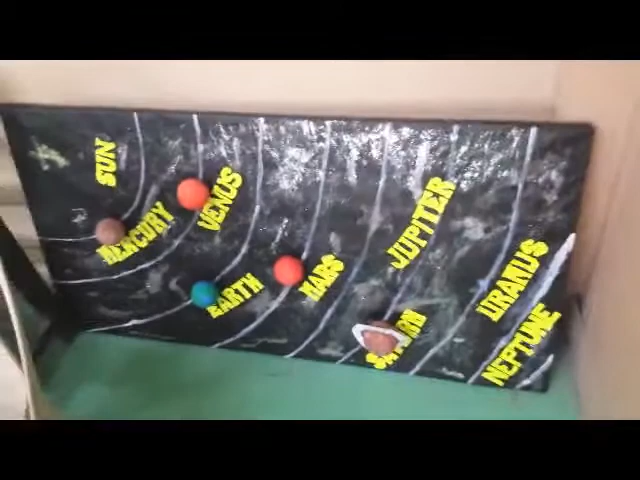 SUN
MERCURY
VENUS
EARTH
MARS
JUPITER
SATURN
URANUS
NEPTUNE